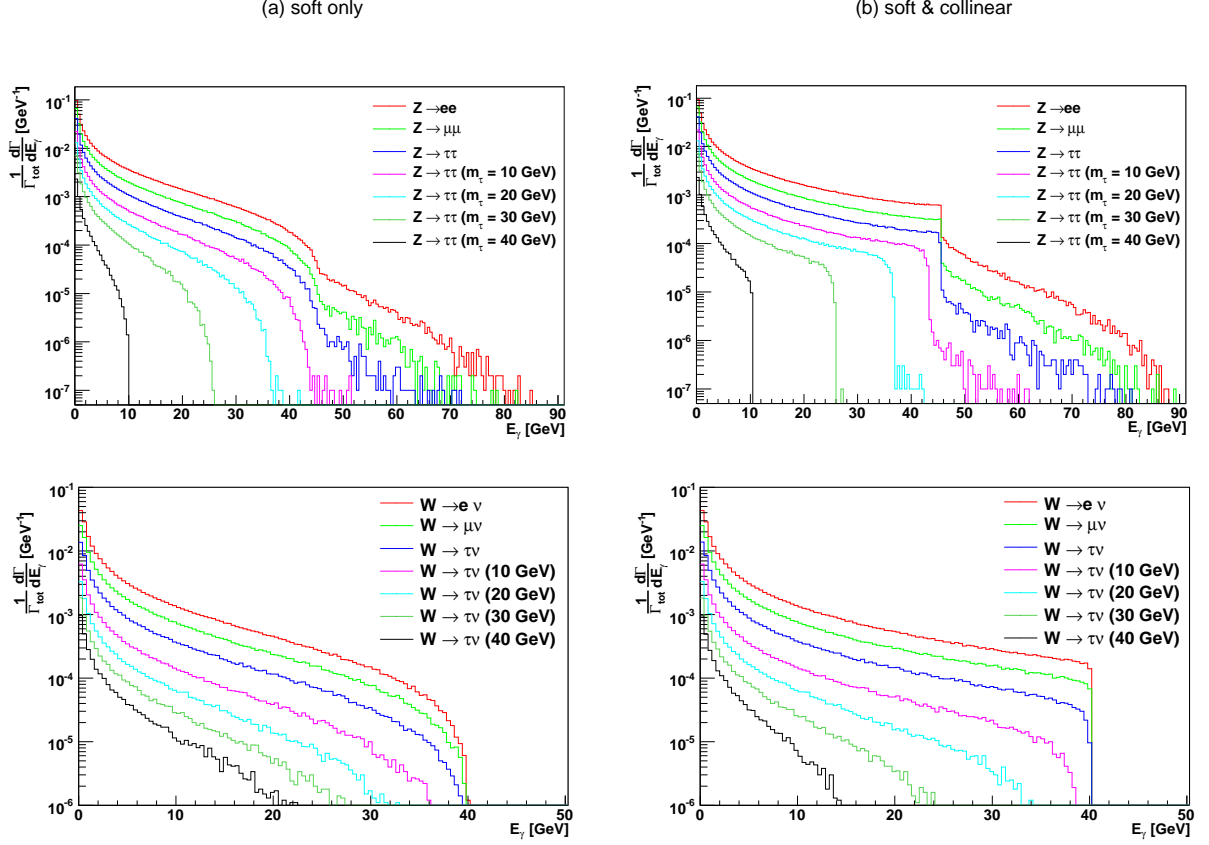 (a) soft only
(b) soft & collinear
1/Γtot dΓ/dEγ [GeV⁻¹]
10⁻¹
10⁻²
10⁻³
10⁻⁴
10⁻⁵
10⁻⁶
10⁻⁷
Z →ee
Z → μμ
Z → ττ
Z → ττ (mτ = 10 GeV)
Z → ττ (mτ = 20 GeV)
Z → ττ (mτ = 30 GeV)
Z → ττ (mτ = 40 GeV)
0 10 20 30 40 50 60 70 80 90
Eγ [GeV]
1/Γtot dΓ/dEγ [GeV⁻¹]
10⁻¹
10⁻²
10⁻³
10⁻⁴
10⁻⁵
10⁻⁶
10⁻⁷
Z →ee
Z → μμ
Z → ττ
Z → ττ (mτ = 10 GeV)
Z → ττ (mτ = 20 GeV)
Z → ττ (mτ = 30 GeV)
Z → ττ (mτ = 40 GeV)
0 10 20 30 40 50 60 70 80 90
Eγ [GeV]
1/Γtot dΓ/dEγ [GeV⁻¹]
10⁻¹
10⁻²
10⁻³
10⁻⁴
10⁻⁵
10⁻⁶
W →e ν
W → μν
W → τν
W → τν (10 GeV)
W → τν (20 GeV)
W → τν (30 GeV)
W → τν (40 GeV)
0 10 20 30 40 50
Eγ [GeV]
1/Γtot dΓ/dEγ [GeV⁻¹]
10⁻¹
10⁻²
10⁻³
10⁻⁴
10⁻⁵
10⁻⁶
W →e ν
W → μν
W → τν
W → τν (10 GeV)
W → τν (20 GeV)
W → τν (30 GeV)
W → τν (40 GeV)
0 10 20 30 40 50
Eγ [GeV]